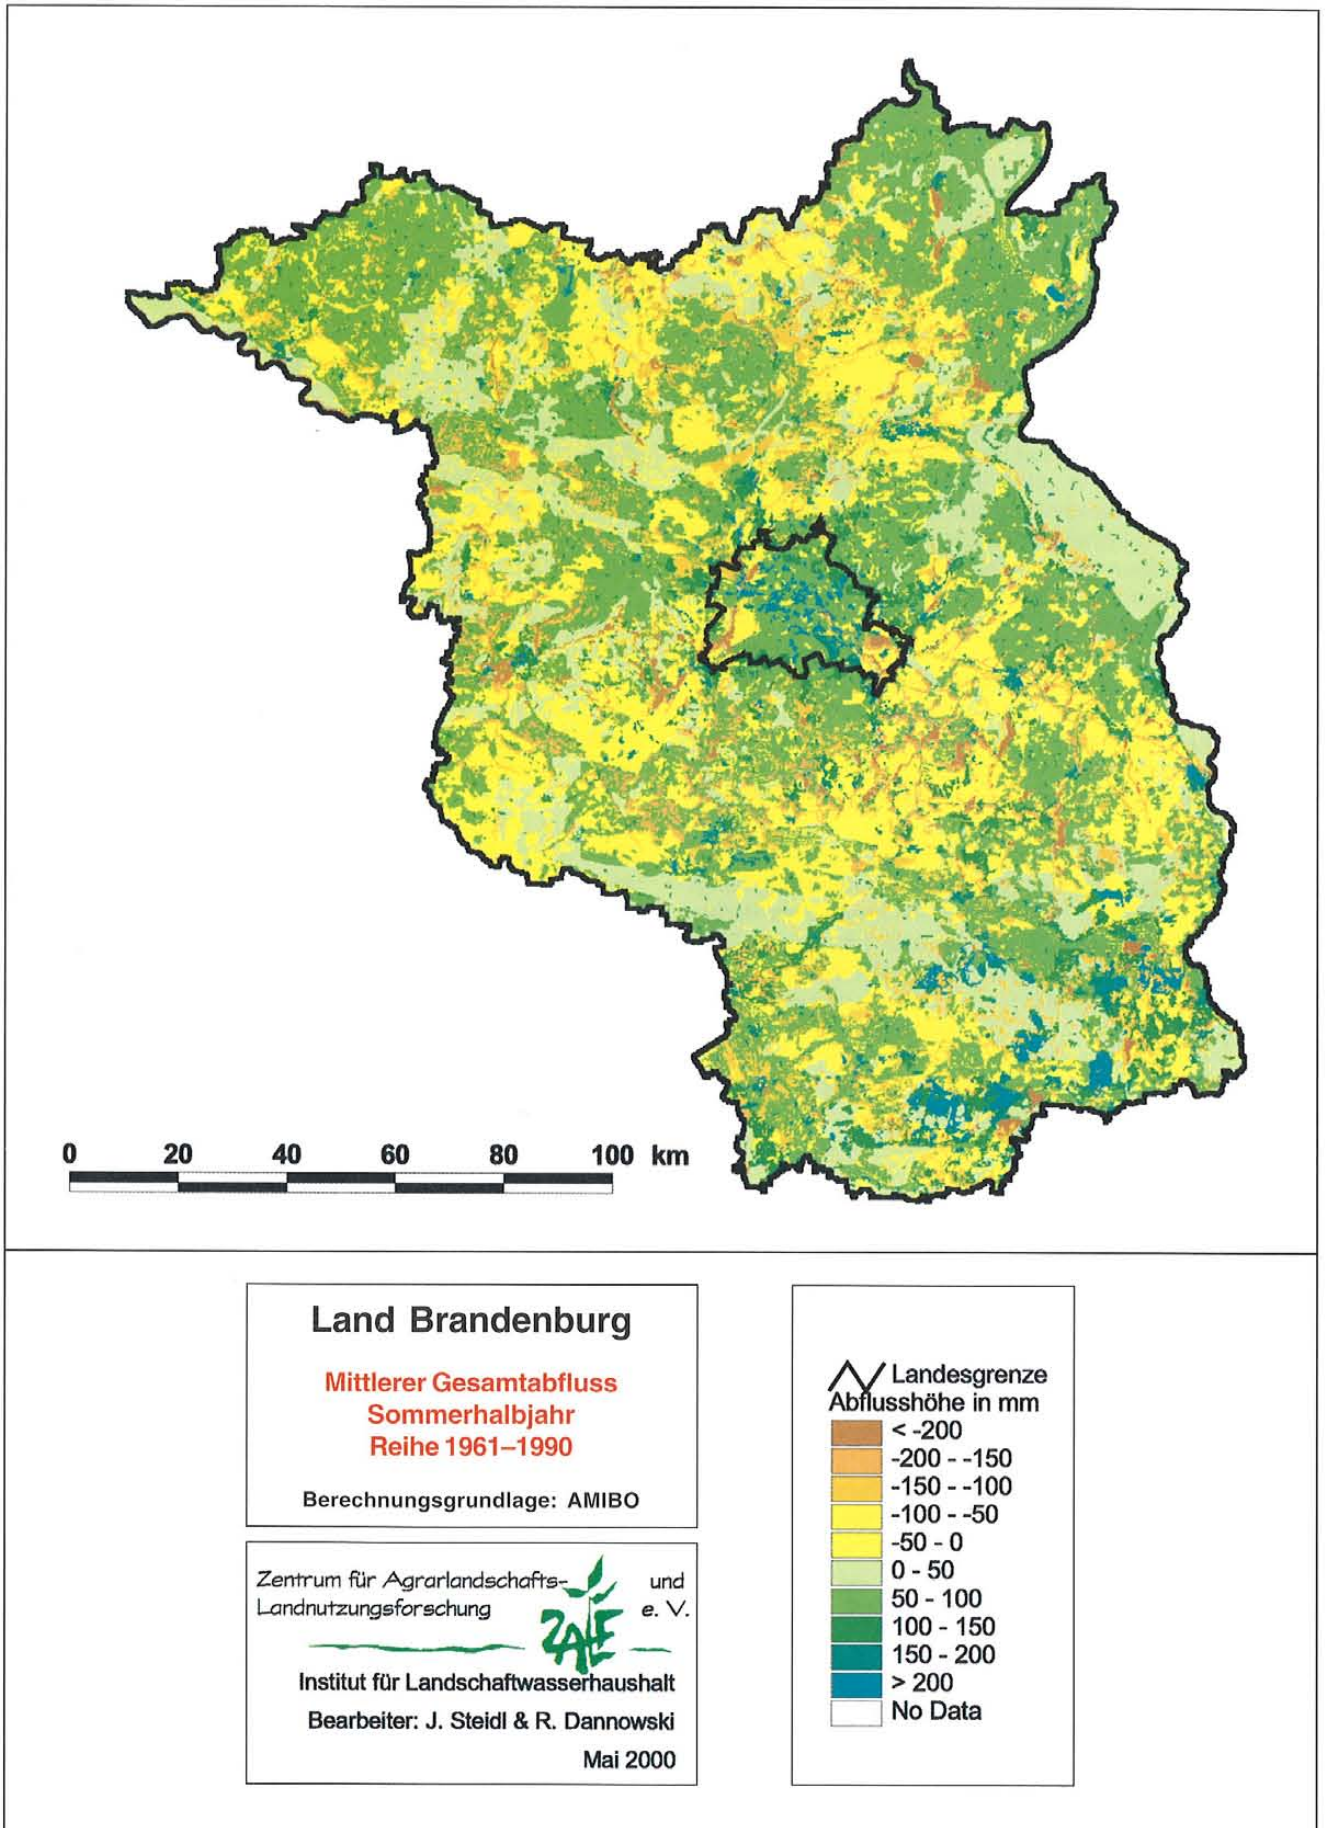 0 20 40 60 80 100 km
Land Brandenburg
Mittlerer Gesamtabfluss
Sommerhalbjahr
Reihe 1961–1990
Berechnungsgrundlage: AMIBO
Zentrum für Agrarlandschafts- und
Landnutzungsforschung e. V.
ZALF
Institut für Landschaftwasserhaushalt
Bearbeiter: J. Steidl & R. Dannowski
Mai 2000
Landesgrenze
Abflusshöhe in mm
< -200
-200 - -150
-150 - -100
-100 - -50
-50 - 0
0 - 50
50 - 100
100 - 150
150 - 200
> 200
No Data